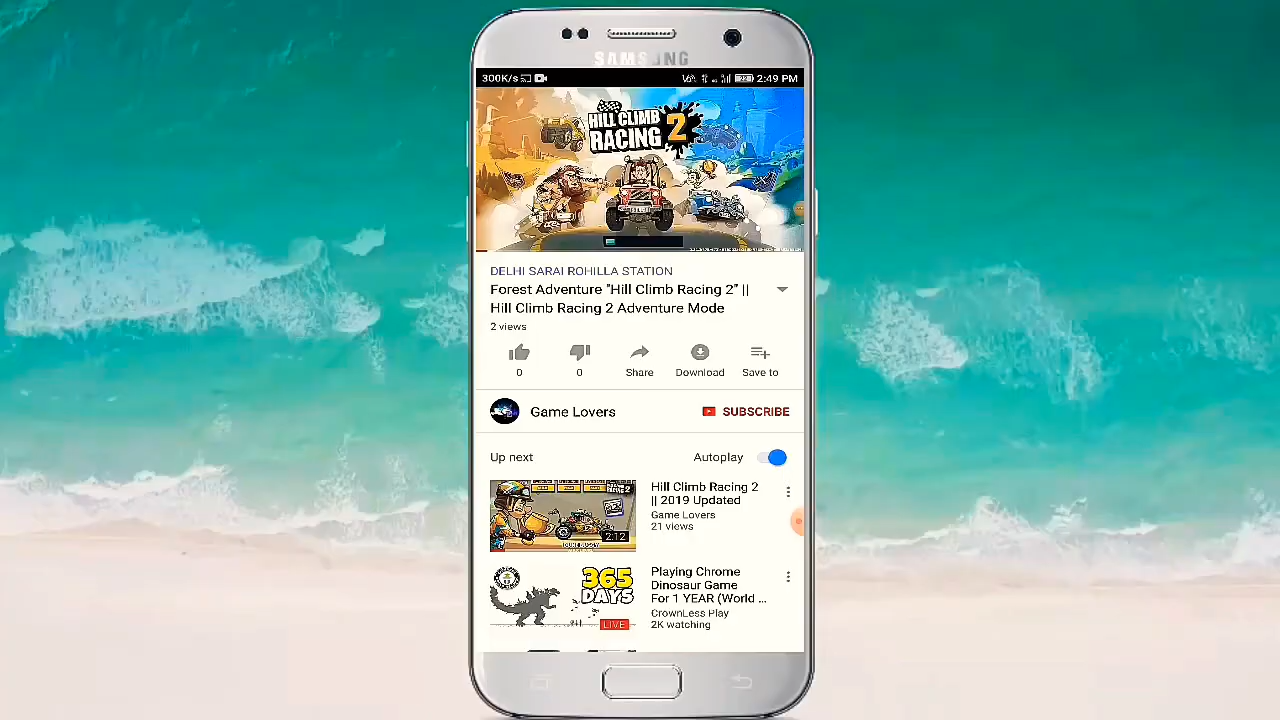 SAMSUNG
300K/s 2:49 PM
HILL CLIMB
RACING 2
DELHI SARAI ROHILLA STATION
Forest Adventure "Hill Climb Racing 2" ||
Hill Climb Racing 2 Adventure Mode
2 views
0 0 Share Download Save to
Game Lovers SUBSCRIBE
Up next Autoplay
2:12
Hill Climb Racing 2
|| 2019 Updated
Game Lovers
21 views
365
DAYS
LIVE
Playing Chrome
Dinosaur Game
For 1 YEAR (World ...
CrownLess Play
2K watching